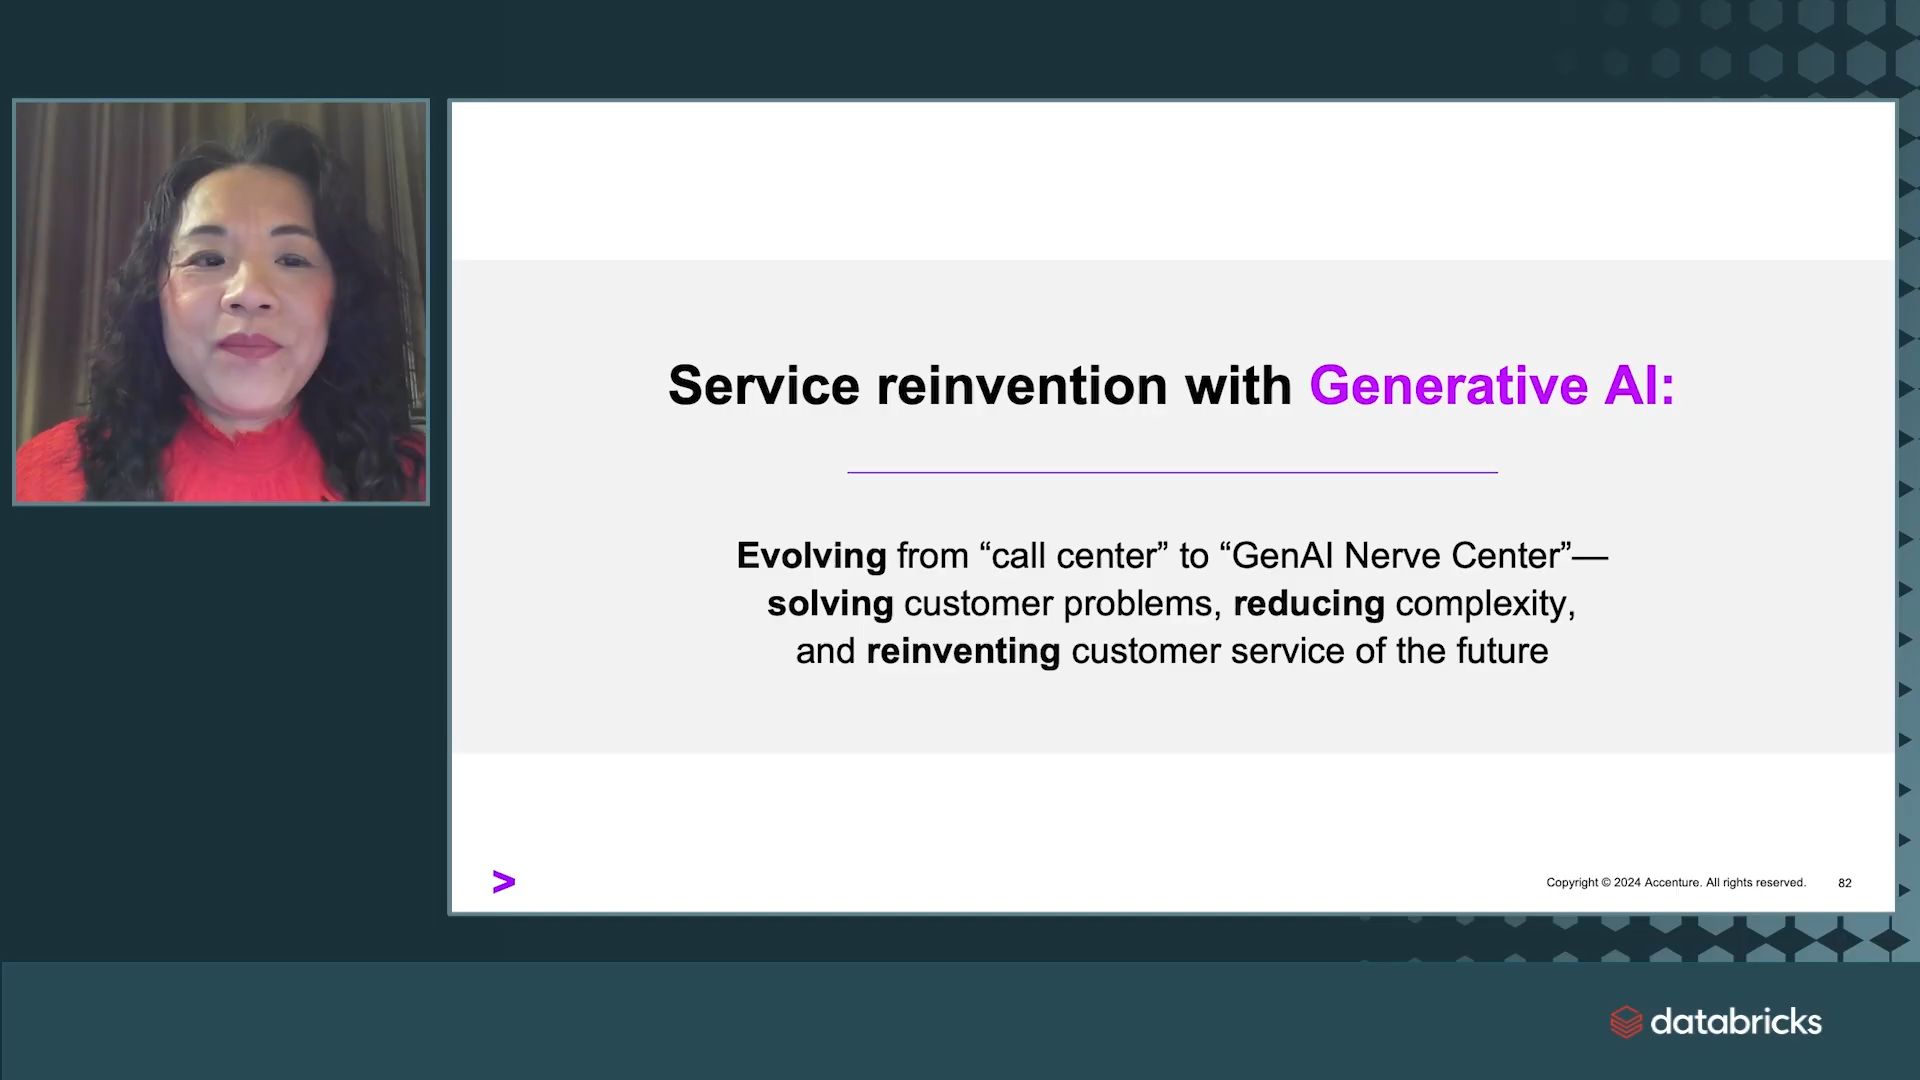 Service reinvention with Generative AI:
Evolving from “call center” to “GenAI Nerve Center”—
solving customer problems, reducing complexity,
and reinventing customer service of the future
>
Copyright © 2024 Accenture. All rights reserved. 82
databricks